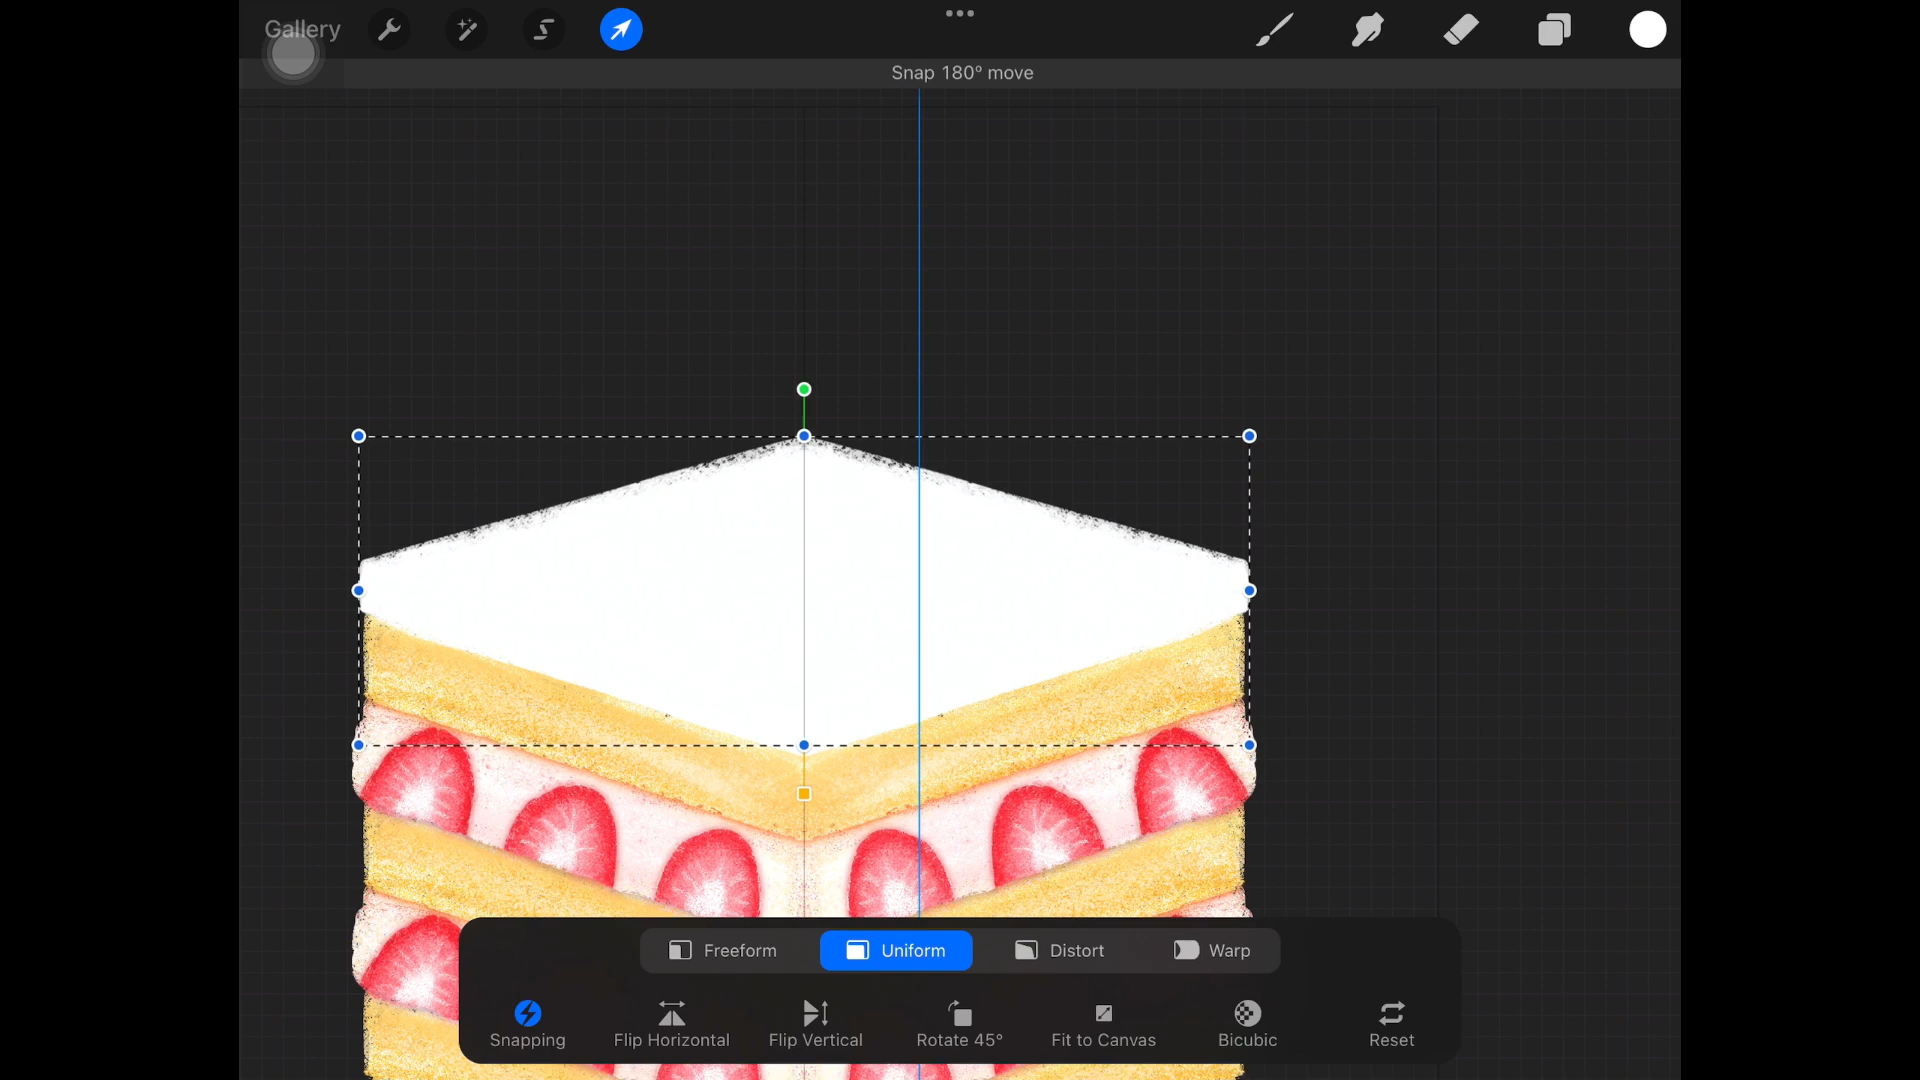 Gallery
Snap 180° move
Freeform
Uniform
Distort
Warp
Snapping
Flip Horizontal
Flip Vertical
Rotate 45°
Fit to Canvas
Bicubic
Reset